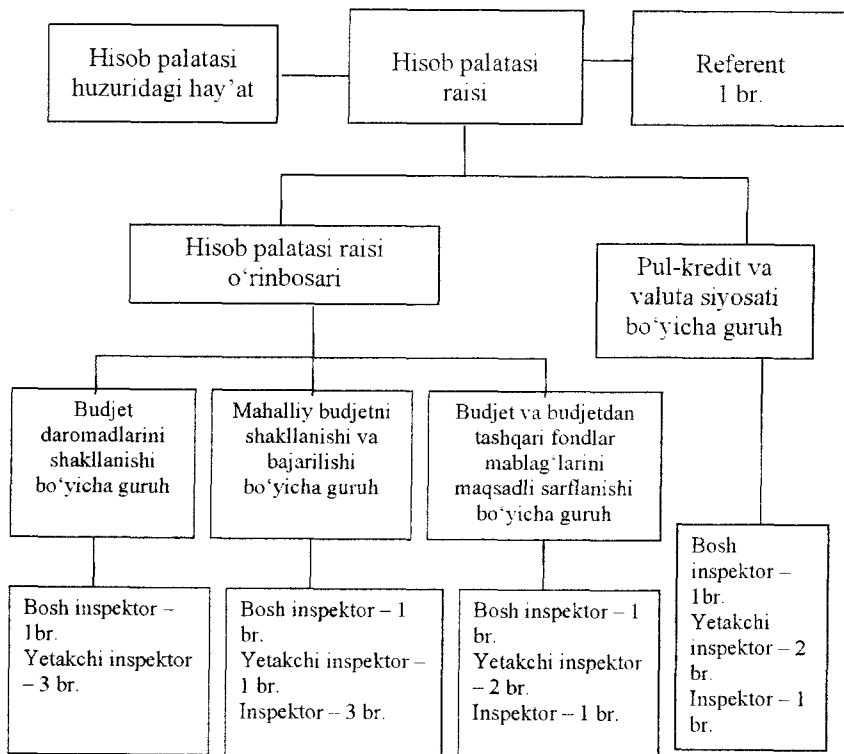 Hisob palatasi
huzuridagi hay’at
Hisob palatasi
raisi
Referent
1 br.
Hisob palatasi raisi
o‘rinbosari
Pul-kredit va
valuta siyosati
bo‘yicha guruh
Budjet
daromadlarini
shakllanishi
bo‘yicha guruh
Mahalliy budjetni
shakllanishi va
bajarilishi
bo‘yicha guruh
Budjet va budjetdan
tashqari fondlar
mablag‘larini
maqsadli sarflanishi
bo‘yicha guruh
Bosh inspektor –
1br.
Yetakchi inspektor
– 3 br.
Bosh inspektor – 1
br.
Yetakchi inspektor –
1 br.
Inspektor – 3 br.
Bosh inspektor – 1
br.
Yetakchi inspektor
– 2 br.
Inspektor – 1 br.
Bosh
inspektor –
1br.
Yetakchi
inspektor – 2
br.
Inspektor – 1
br.